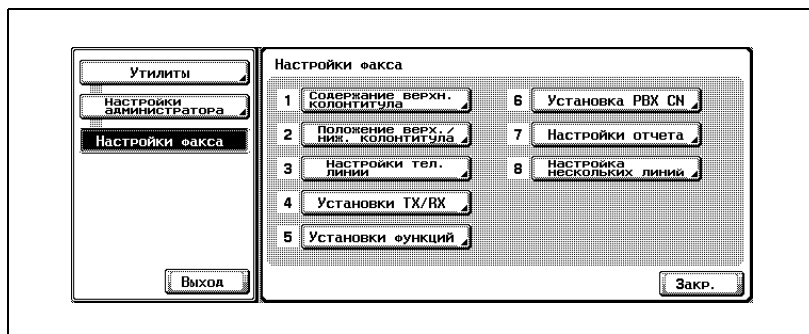 Утилиты
Настройки
администратора
Настройки факса
Выход
Настройки факса
1 Содержание верхн.
колонтитула
2 Положение верх./
ниж. колонтитула
3 Настройки тел.
линии
4 Установки TX/RX
5 Установки функций
6 Установка PBX CN
7 Настройки отчета
8 Настройка
нескольких линий
Закр.